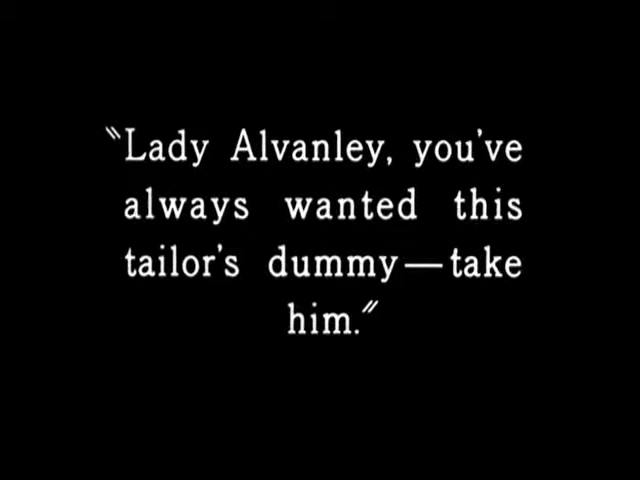 "Lady Alvanley, you've
always wanted this
tailor's dummy—take
him."